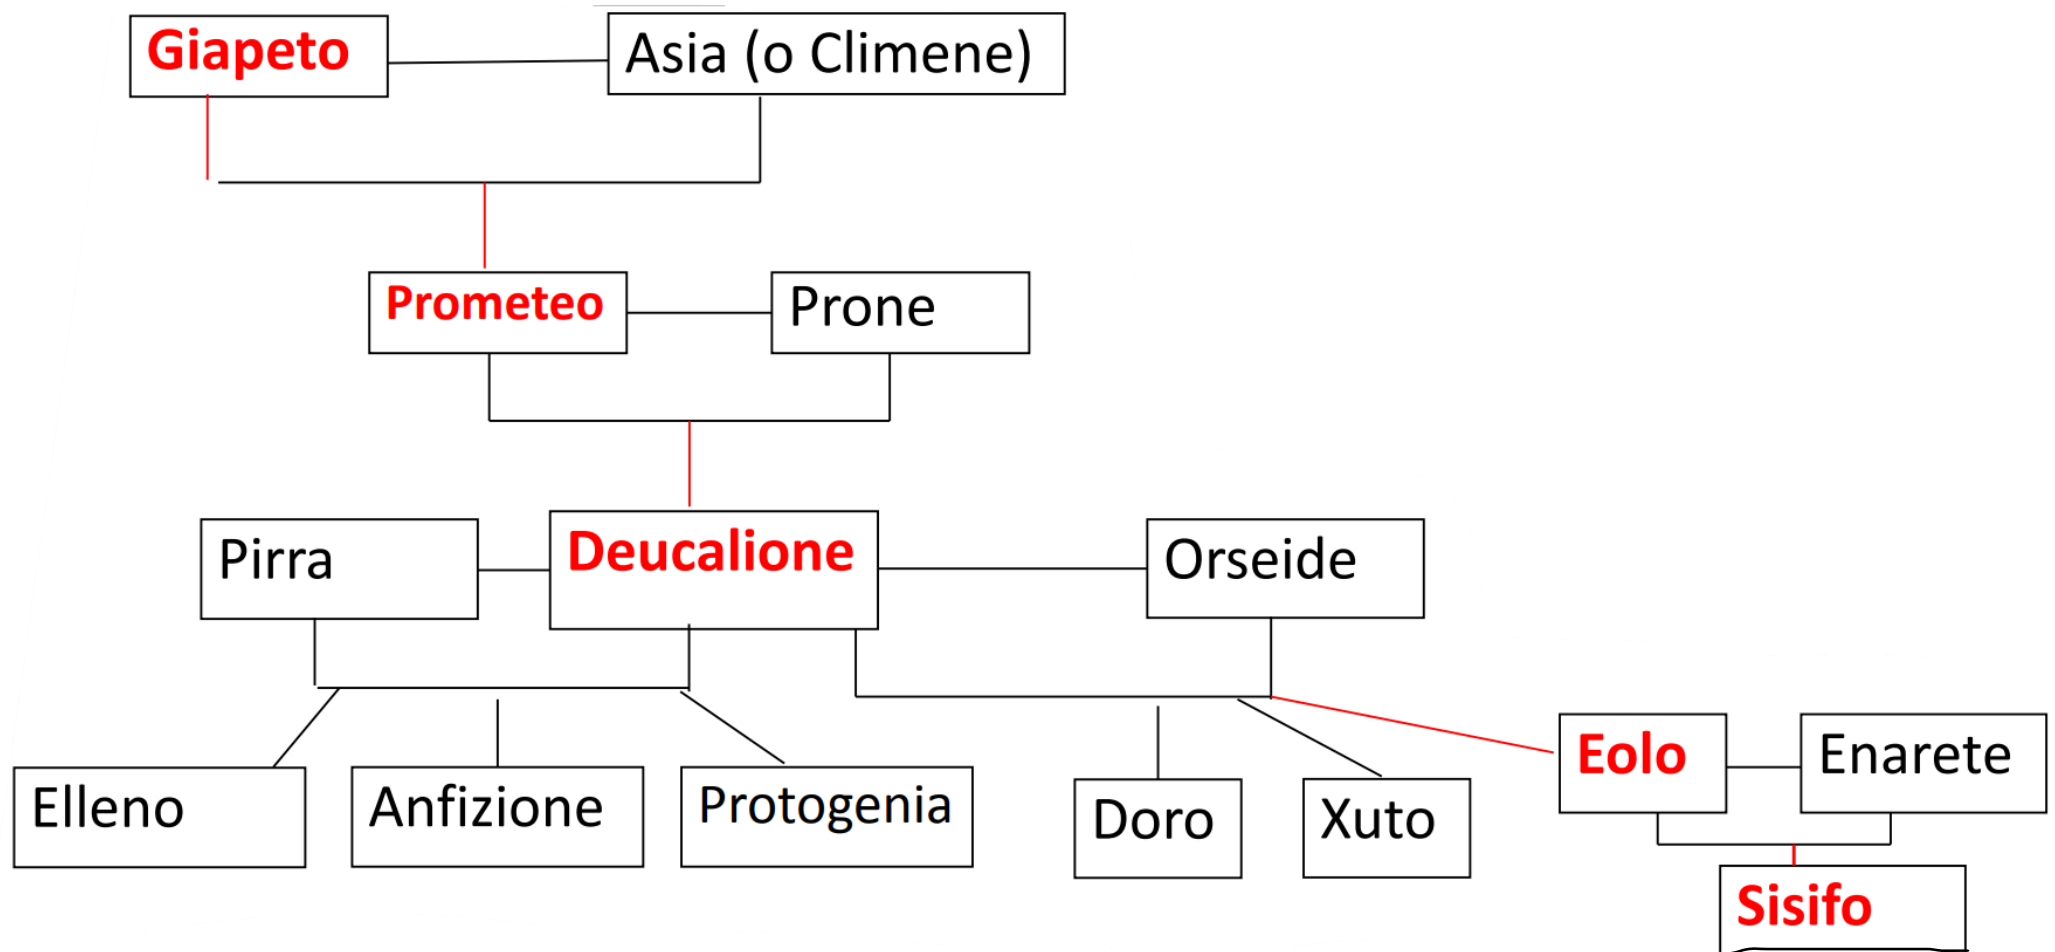 Giapeto
Asia (o Climene)
Prometeo
Prone
Pirra
Deucalione
Orseide
Eolo
Enarete
Elleno
Anfizione
Protogenia
Doro
Xuto
Sisifo